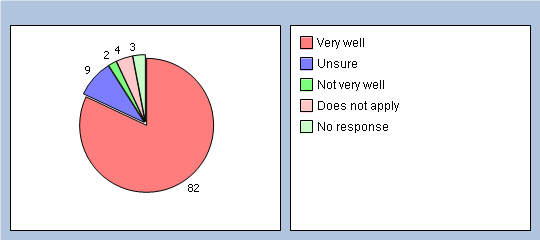 3
4
2
9
82
Very well
Unsure
Not very well
Does not apply
No response